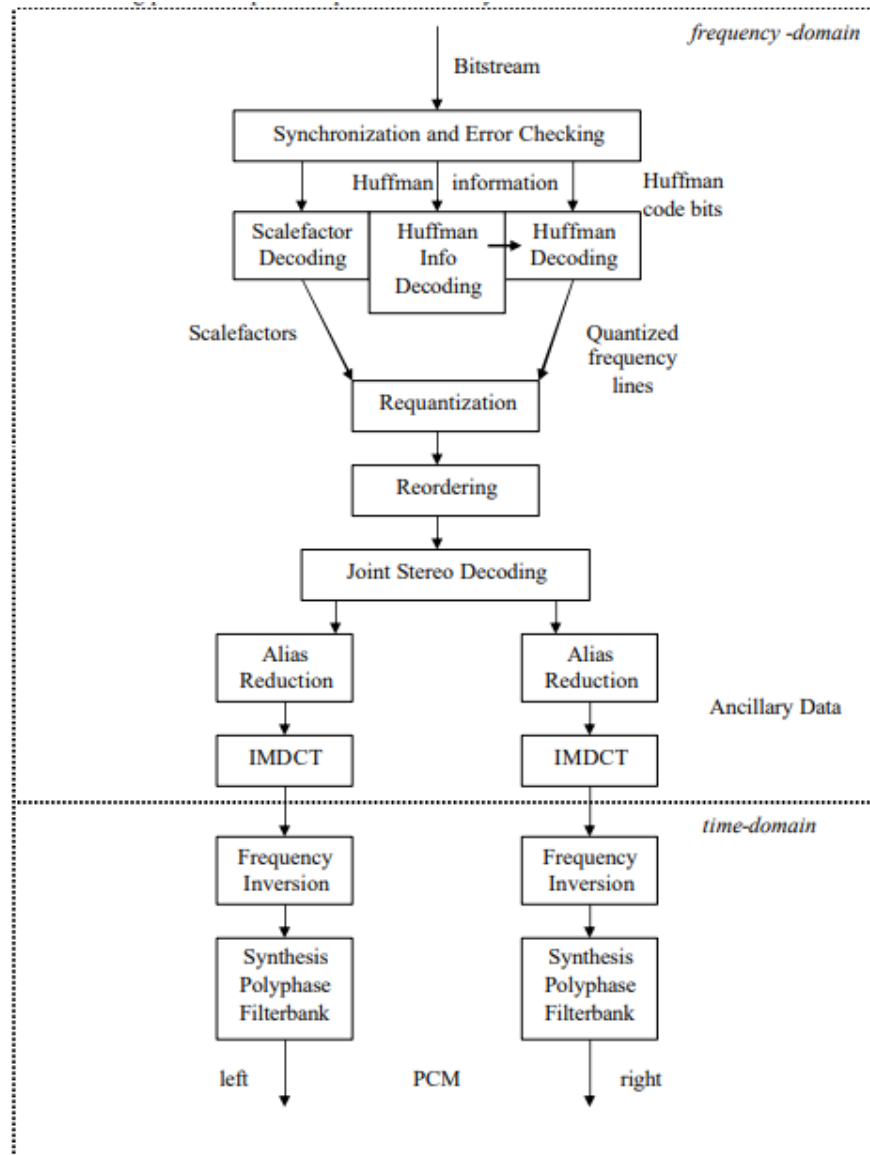 frequency -domain
Bitstream
Synchronization and Error Checking
Huffman information
Huffman
code bits
Scalefactor
Decoding
Huffman
Info
Decoding
Huffman
Decoding
Scalefactors
Quantized
frequency
lines
Requantization
Reordering
Joint Stereo Decoding
Alias
Reduction
Alias
Reduction
Ancillary Data
IMDCT
IMDCT
time-domain
Frequency
Inversion
Frequency
Inversion
Synthesis
Polyphase
Filterbank
Synthesis
Polyphase
Filterbank
left
PCM
right